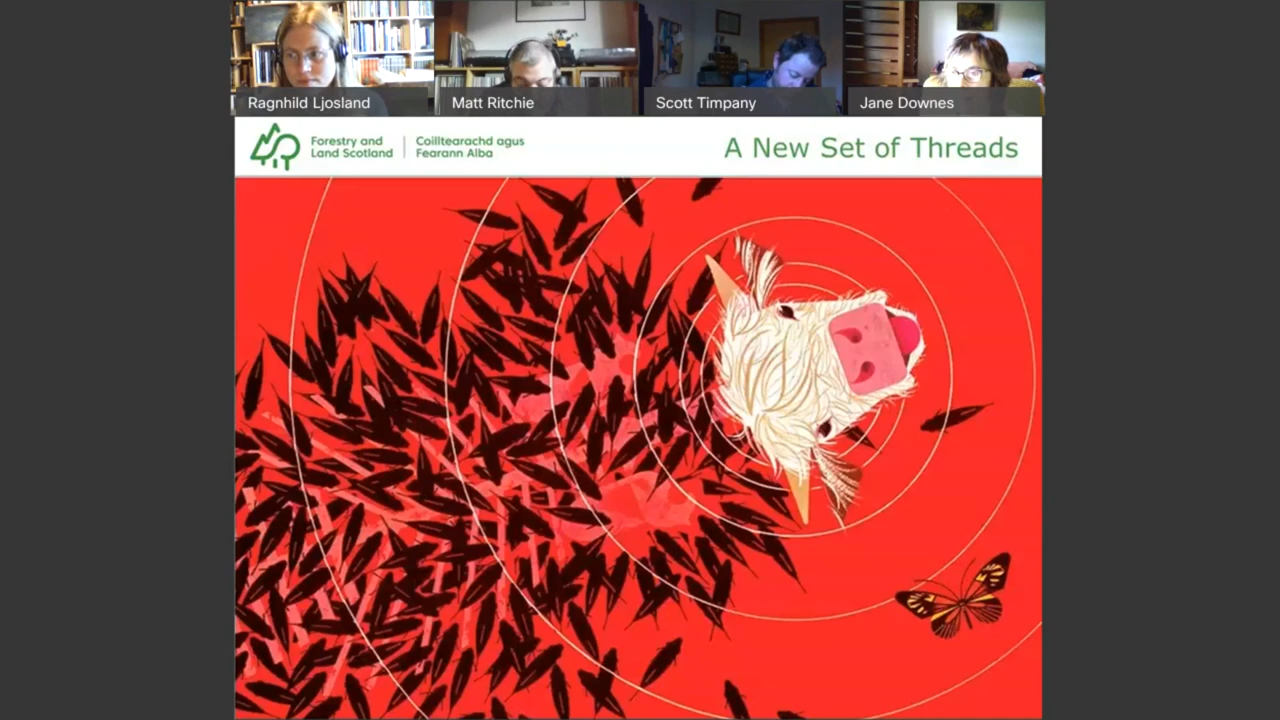 Ragnhild Ljosland
Matt Ritchie
Scott Timpany
Jane Downes
Forestry and
Land Scotland
Coilltearachd agus
Fearann Alba
A New Set of Threads